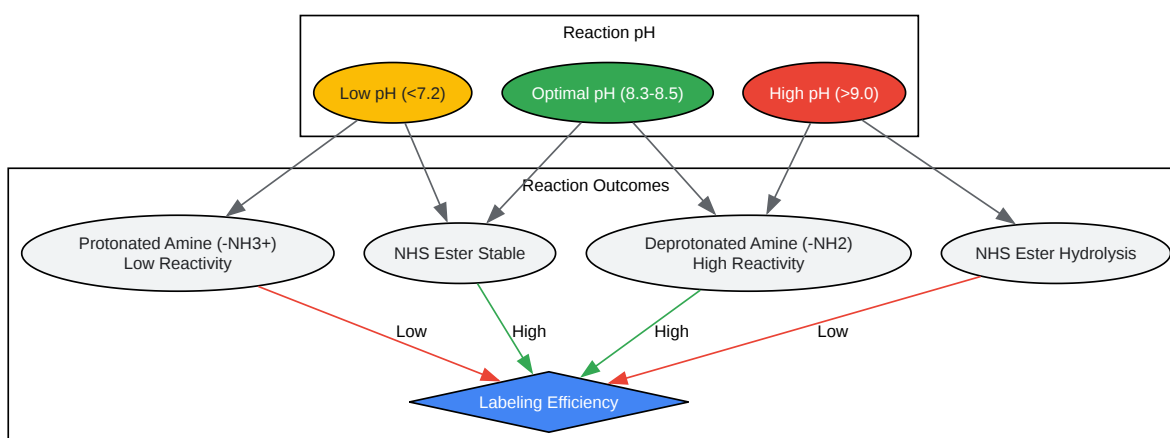 Reaction pH
Low pH (<7.2)
Optimal pH (8.3-8.5)
High pH (>9.0)
Reaction Outcomes
Protonated Amine (-NH3+)
Low Reactivity
NHS Ester Stable
Deprotonated Amine (-NH2)
High Reactivity
NHS Ester Hydrolysis
Low
High
High
Low
Labeling Efficiency